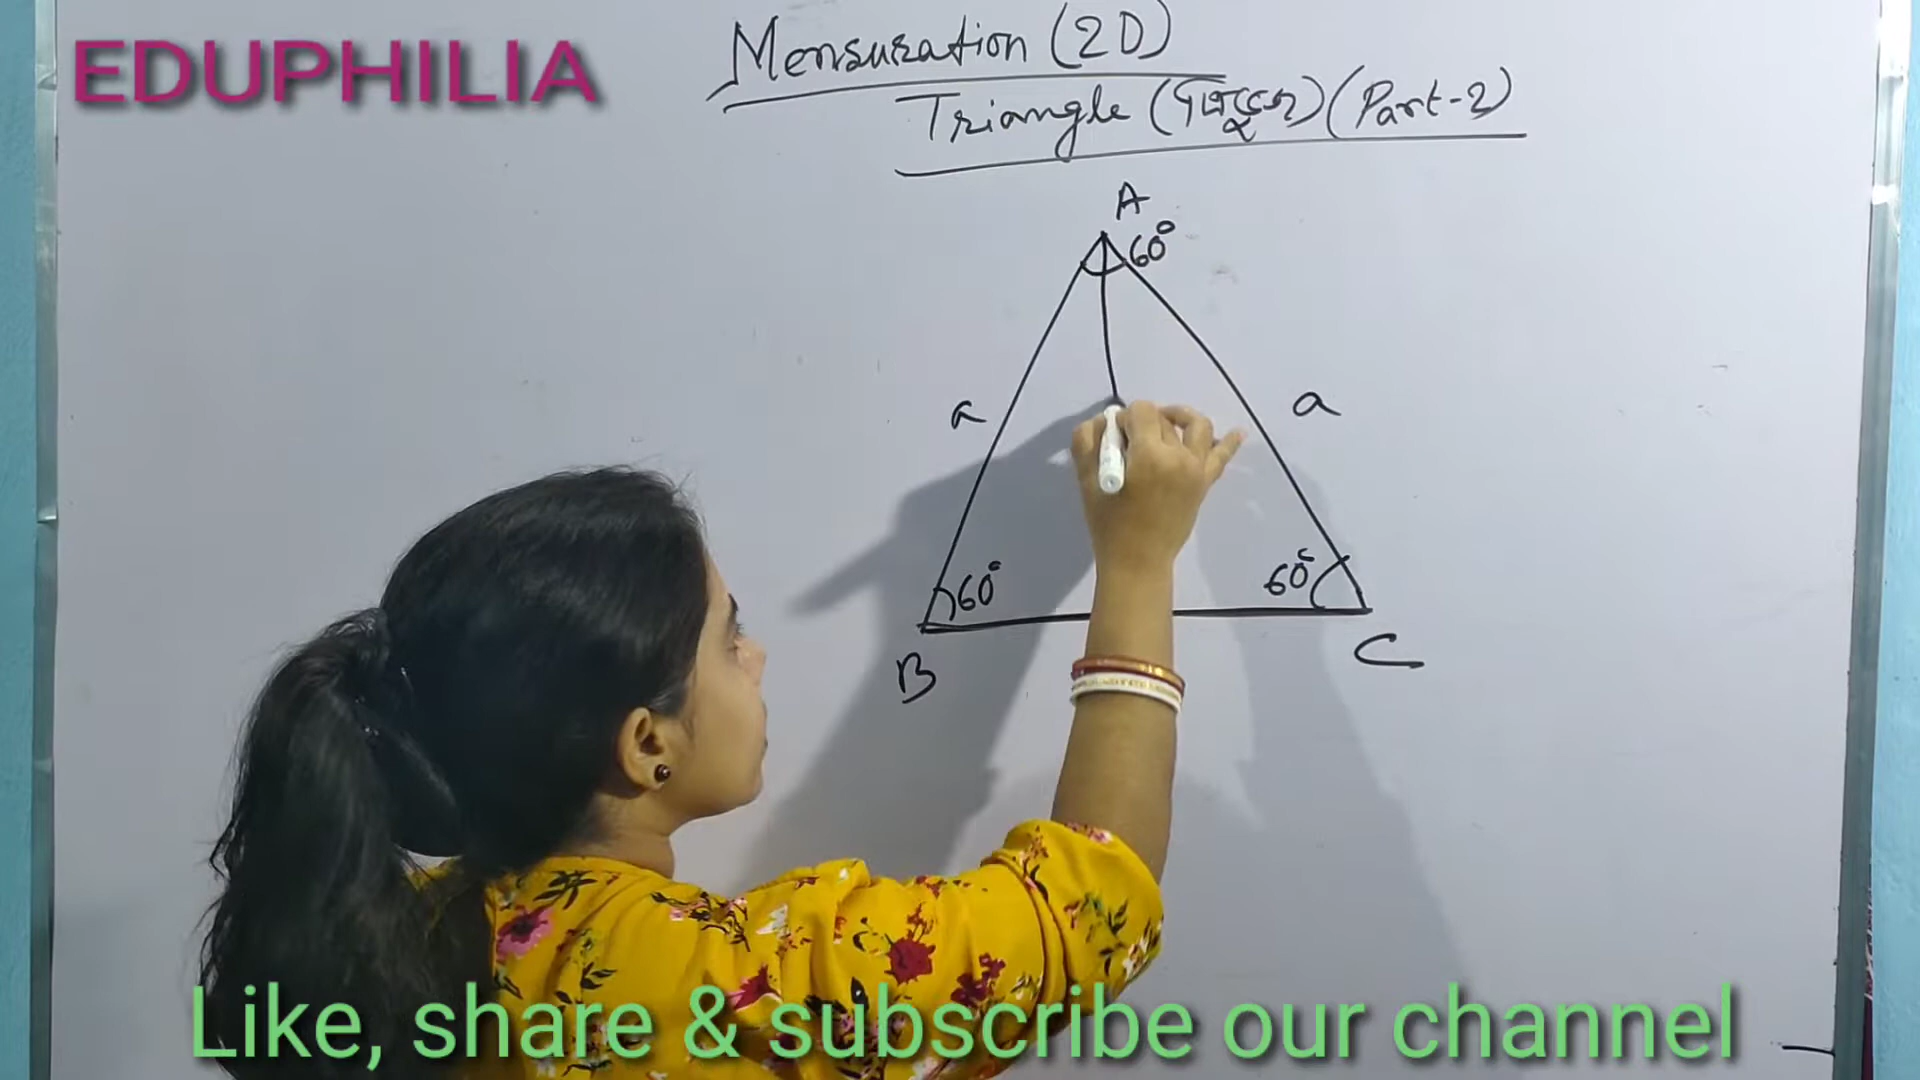 EDUPHILIA
Mensuration (2D)
Triangle (ত্রিভুজ) (Part-2)
A
60°
a
a
60°
60°
B
C
Like, share & subscribe our channel